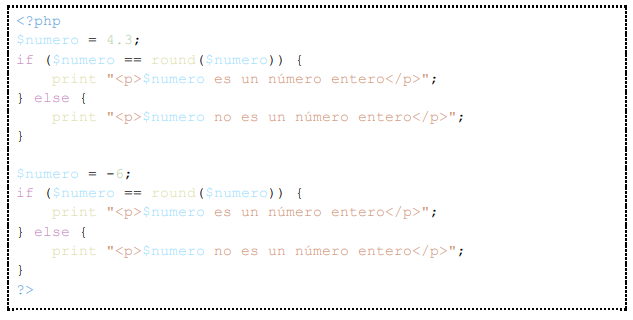 <?php
$numero = 4.3;
if ($numero == round($numero)) {
    print "<p>$numero es un número entero</p>";
} else {
    print "<p>$numero no es un número entero</p>";
}

$numero = -6;
if ($numero == round($numero)) {
    print "<p>$numero es un número entero</p>";
} else {
    print "<p>$numero no es un número entero</p>";
}
?>